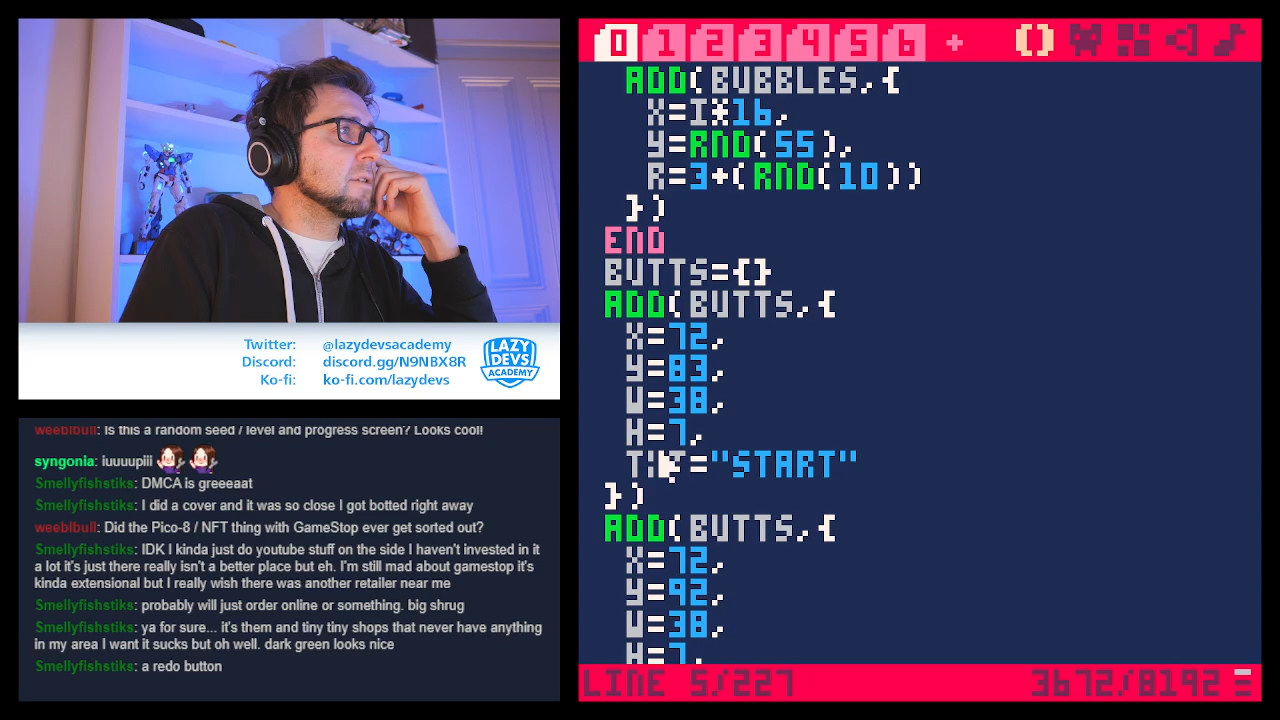 Twitter: @lazydevsacademy
Discord: discord.gg/N9NBX8R
Ko-fi: ko-fi.com/lazydevs
LAZY
DEVS
ACADEMY
weeblbull: Is this a random seed / level and progress screen? Looks cool!
syngonia: iuuuupiii
Smellyfishstiks: DMCA is greeeaat
Smellyfishstiks: I did a cover and it was so close I got botted right away
weeblbull: Did the Pico-8 / NFT thing with GameStop ever get sorted out?
Smellyfishstiks: IDK I kinda just do youtube stuff on the side I haven't invested in it
a lot it's just there really isn't a better place but eh. I'm still mad about gamestop it's
kinda extensional but I really wish there was another retailer near me
Smellyfishstiks: probably will just order online or something. big shrug
Smellyfishstiks: ya for sure... it's them and tiny tiny shops that never have anything
in my area I want it sucks but oh well. dark green looks nice
Smellyfishstiks: a redo button
0 1 2 3 4 5 6 +
ADD(BUBBLES,{
X=I*16,
Y=RND(55),
R=3+(RND(10))
})
END
BUTTS={}
ADD(BUTTS,{
X=72,
Y=83,
W=38,
H=7,
="START"
})
ADD(BUTTS,{
X=72,
Y=92,
W=38,
H=7,
LINE 5/227 3672/8192